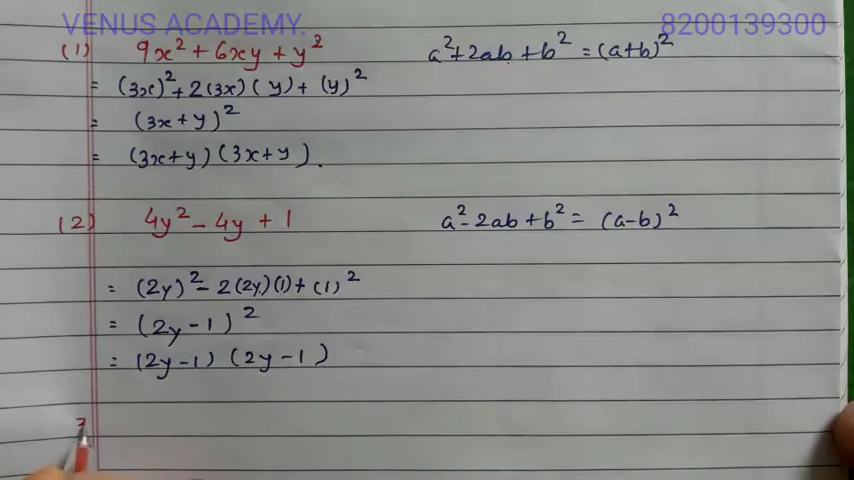 VENUS ACADEMY. 8200139300
(1) 9x² + 6xy + y² a²+2ab+b² = (a+b)²
= (3x)²+2(3x)(y)+(y)²
= (3x+y)²
= (3x+y)(3x+y).
(2) 4y² - 4y + 1 a²-2ab+b² = (a-b)²
= (2y)²-2(2y)(1)+(1)²
= (2y-1)²
= (2y-1)(2y-1)